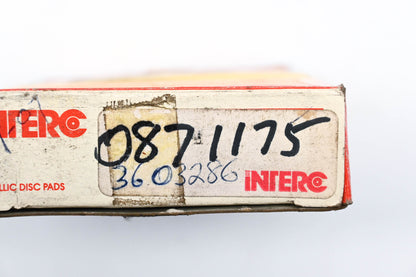 INTERC
0871175
3603286
INTERC
LLIC DISC PADS